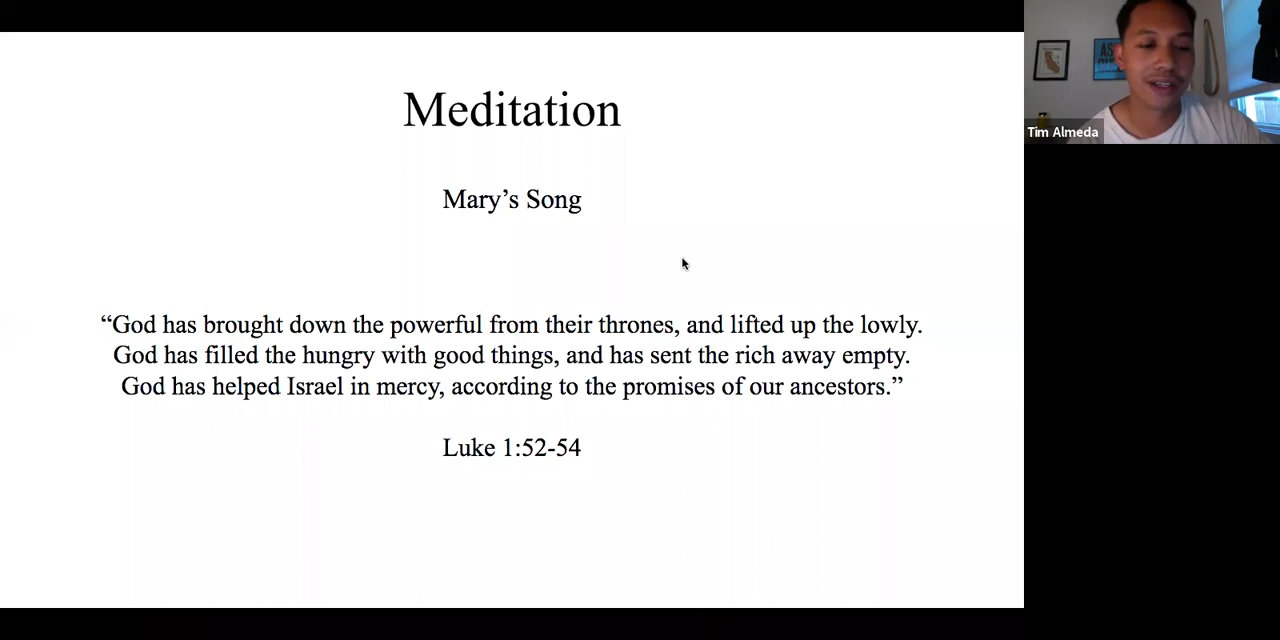 Meditation
Mary’s Song
“God has brought down the powerful from their thrones, and lifted up the lowly.
God has filled the hungry with good things, and has sent the rich away empty.
God has helped Israel in mercy, according to the promises of our ancestors.”
Luke 1:52-54
Tim Almeda